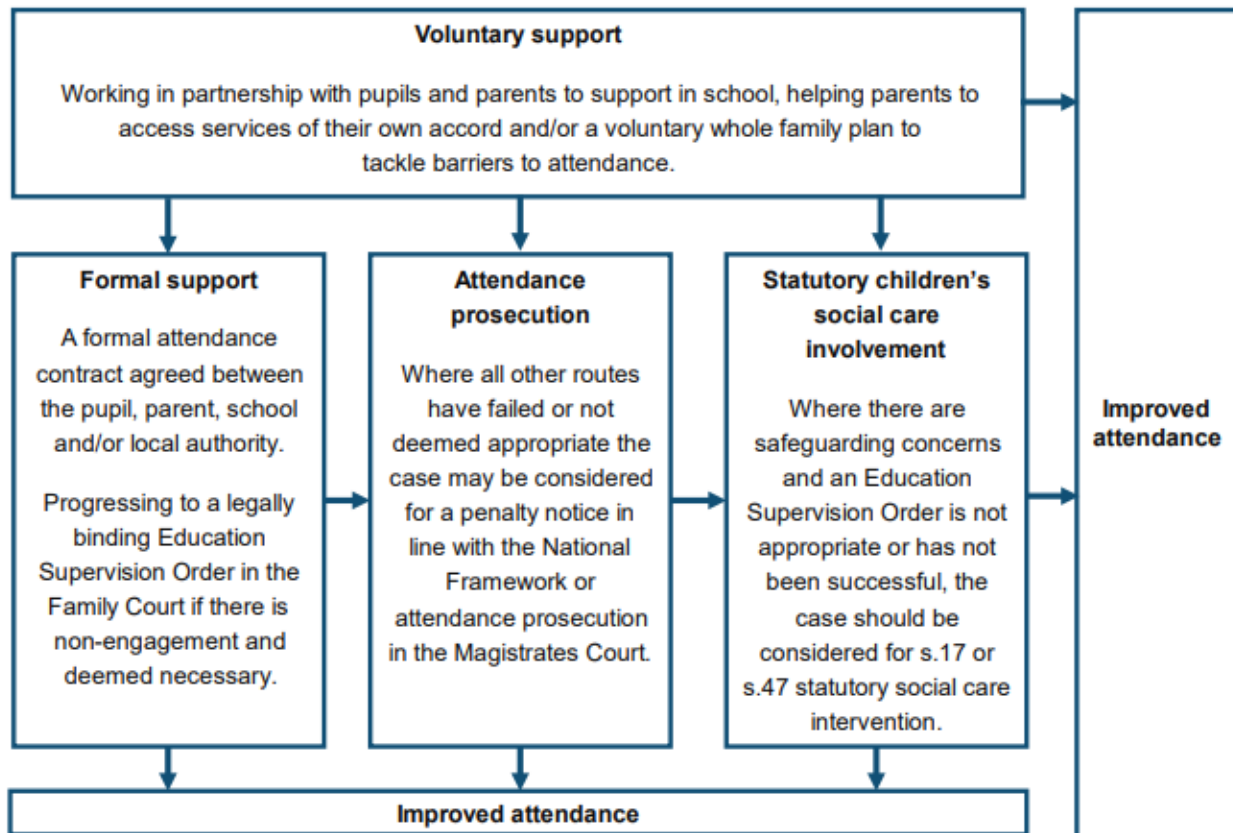 Voluntary support
Working in partnership with pupils and parents to support in school, helping parents to
access services of their own accord and/or a voluntary whole family plan to
tackle barriers to attendance.
Formal support
A formal attendance
contract agreed between
the pupil, parent, school
and/or local authority.
Progressing to a legally
binding Education
Supervision Order in the
Family Court if there is
non-engagement and
deemed necessary.
Attendance
prosecution
Where all other routes
have failed or not
deemed appropriate the
case may be considered
for a penalty notice in
line with the National
Framework or
attendance prosecution
in the Magistrates Court.
Statutory children’s
social care
involvement
Where there are
safeguarding concerns
and an Education
Supervision Order is not
appropriate or has not
been successful, the
case should be
considered for s.17 or
s.47 statutory social care
intervention.
Improved
attendance
Improved attendance